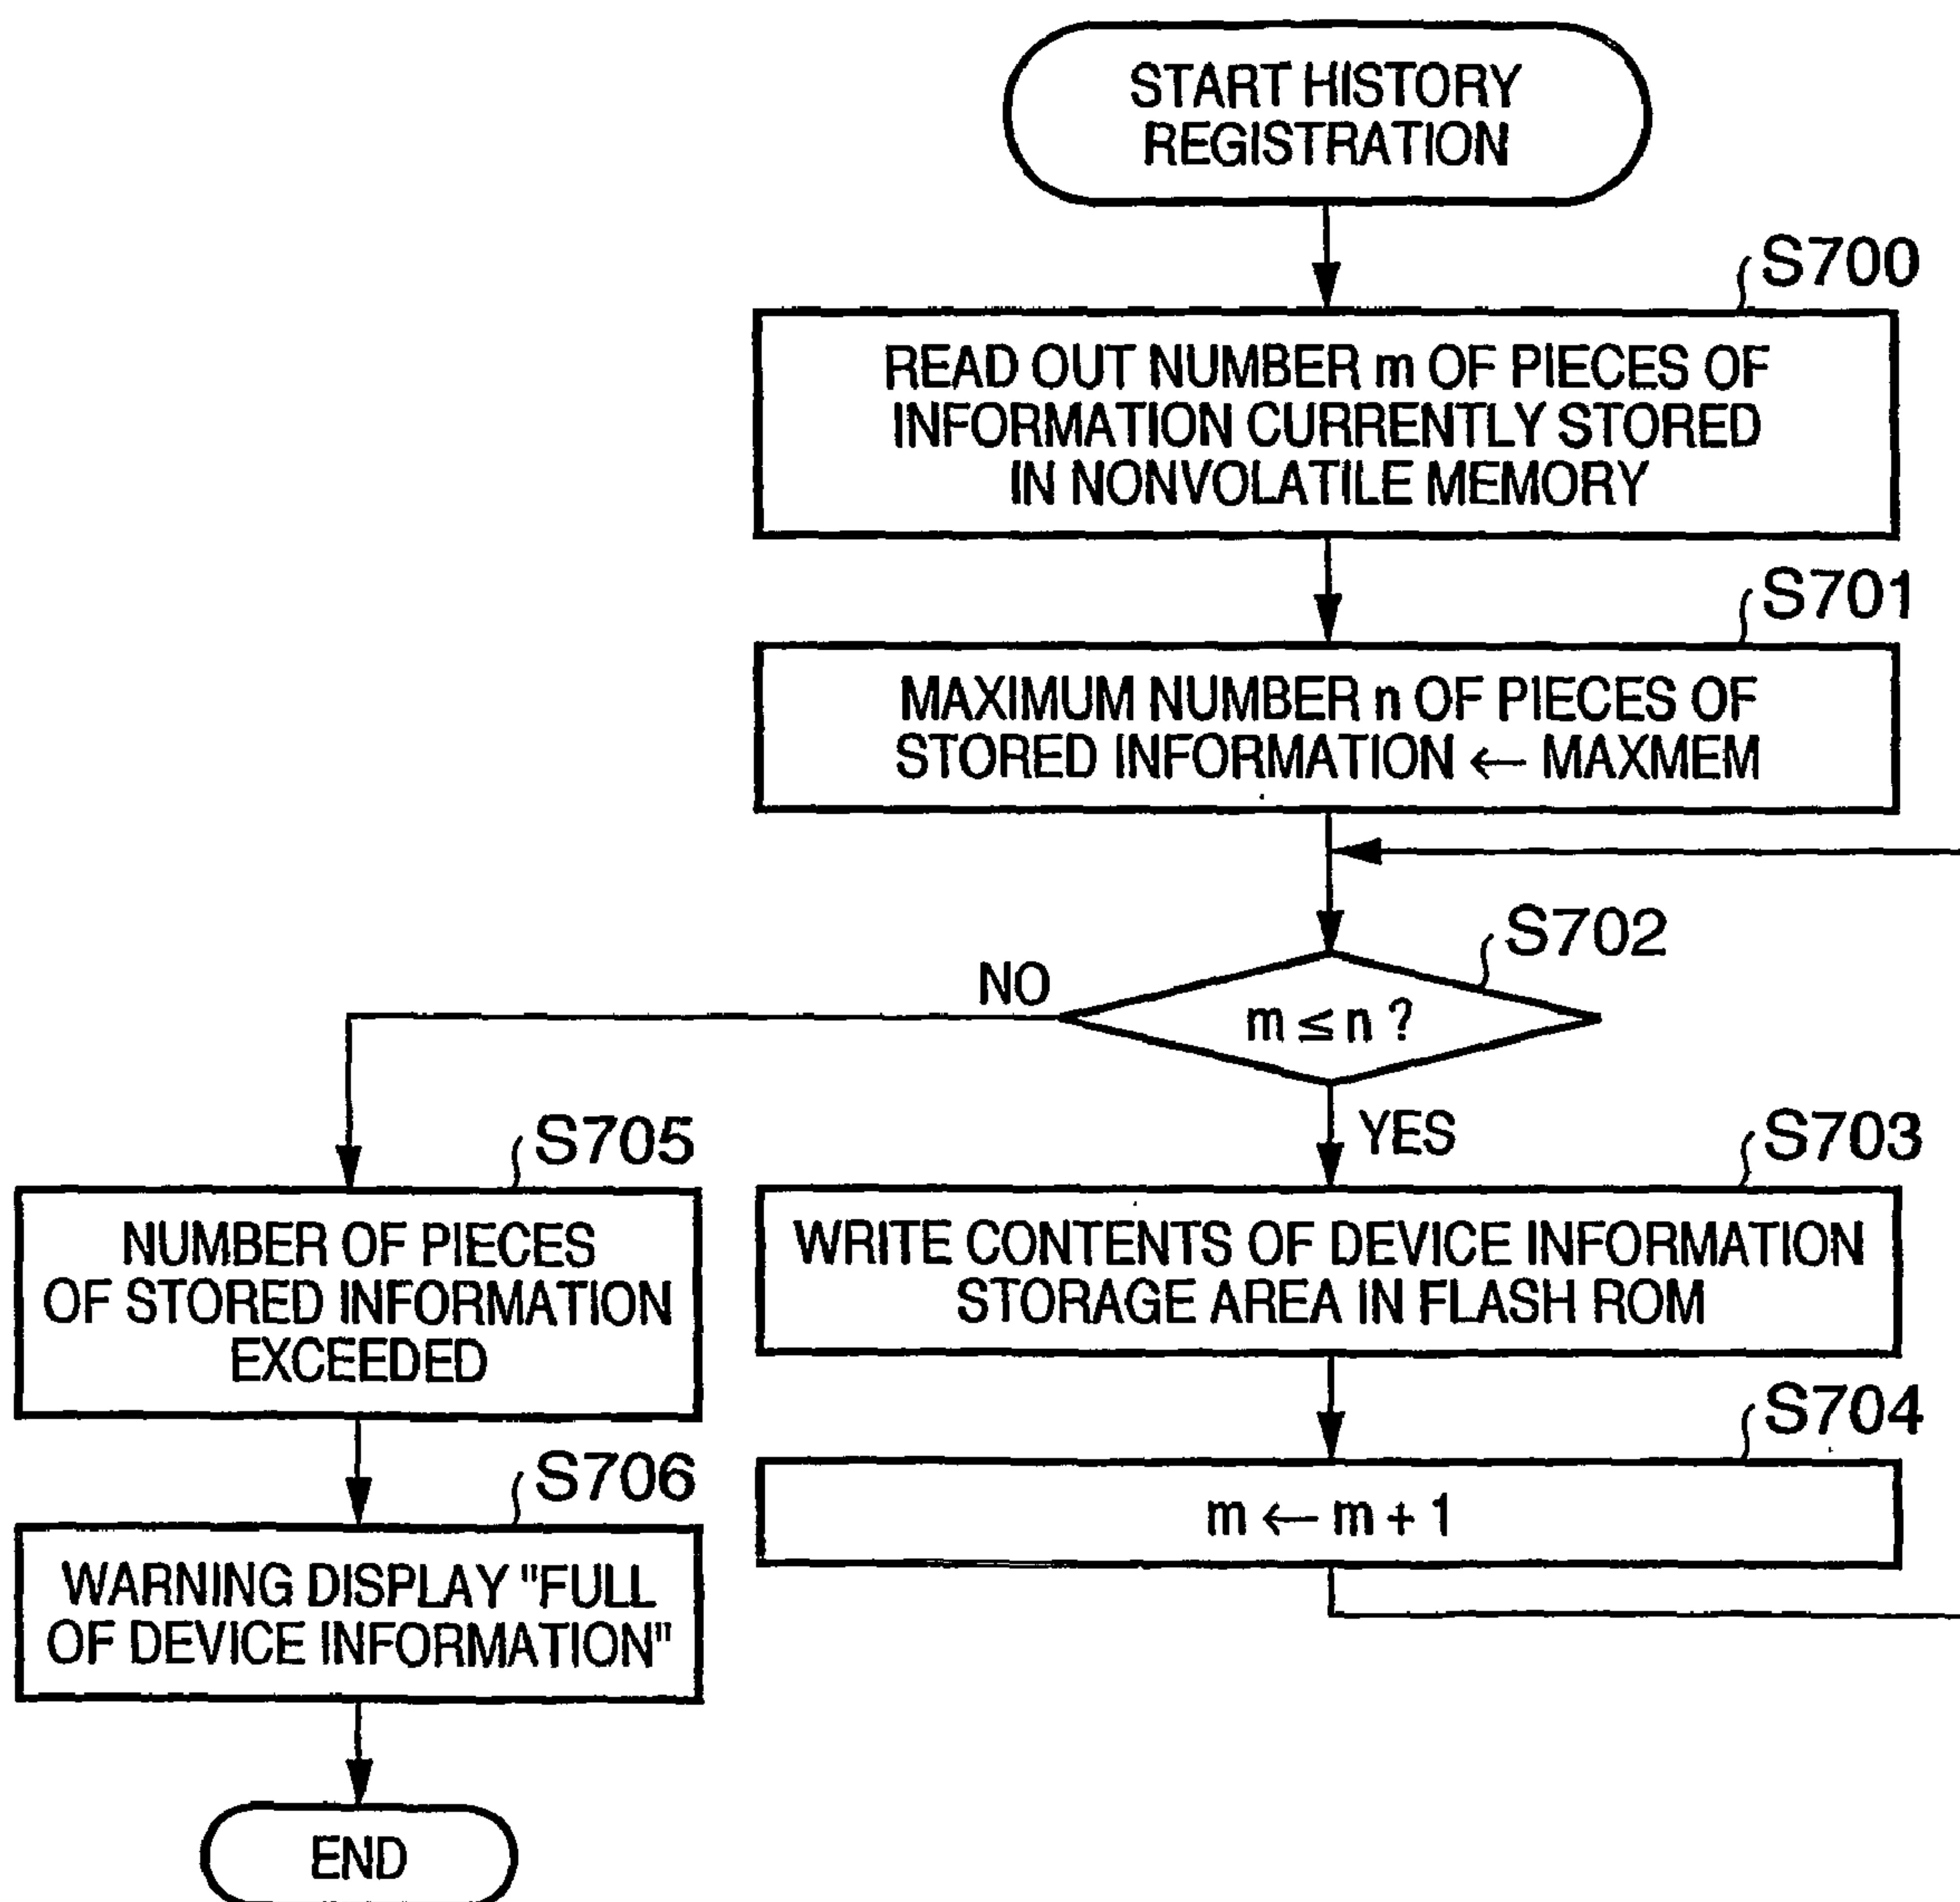 START HISTORY
REGISTRATION
S700
READ OUT NUMBER m OF PIECES OF
INFORMATION CURRENTLY STORED
IN NONVOLATILE MEMORY
S701
MAXIMUM NUMBER n OF PIECES OF
STORED INFORMATION ← MAXMEM
S702
m ≤ n ?
NO
YES
S703
WRITE CONTENTS OF DEVICE INFORMATION
STORAGE AREA IN FLASH ROM
S704
m ← m + 1
S705
NUMBER OF PIECES
OF STORED INFORMATION
EXCEEDED
S706
WARNING DISPLAY "FULL
OF DEVICE INFORMATION"
END